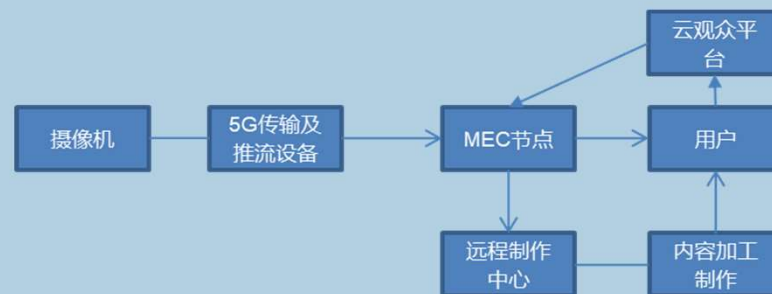 云观众平
台
摄像机
5G传输及
推流设备
MEC节点
用户
远程制作
中心
内容加工
制作